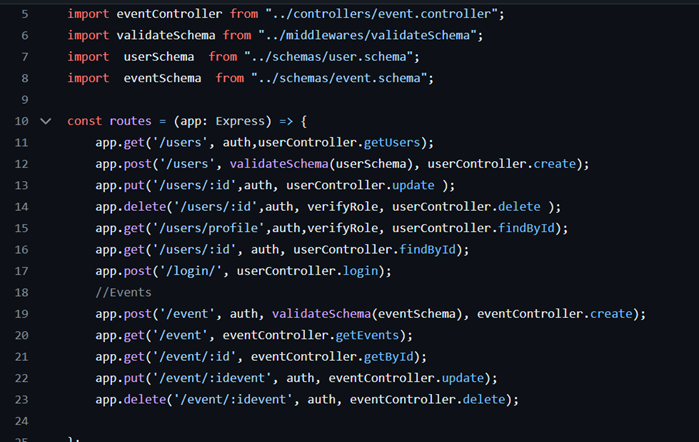 5 import eventController from "../controllers/event.controller";
6 import validateSchema from "../middlewares/validateSchema";
7 import  userSchema  from "../schemas/user.schema";
8 import  eventSchema  from "../schemas/event.schema";
9
10 const routes = (app: Express) => {
11     app.get('/users', auth,userController.getUsers);
12     app.post('/users', validateSchema(userSchema), userController.create);
13     app.put('/users/:id',auth, userController.update );
14     app.delete('/users/:id',auth, verifyRole, userController.delete );
15     app.get('/users/profile',auth,verifyRole, userController.findById);
16     app.get('/users/:id', auth, userController.findById);
17     app.post('/login/', userController.login);
18     //Events
19     app.post('/event', auth, validateSchema(eventSchema), eventController.create);
20     app.get('/event', eventController.getEvents);
21     app.get('/event/:id', eventController.getById);
22     app.put('/event/:idevent', auth, eventController.update);
23     app.delete('/event/:idevent', auth, eventController.delete);
24
25 };